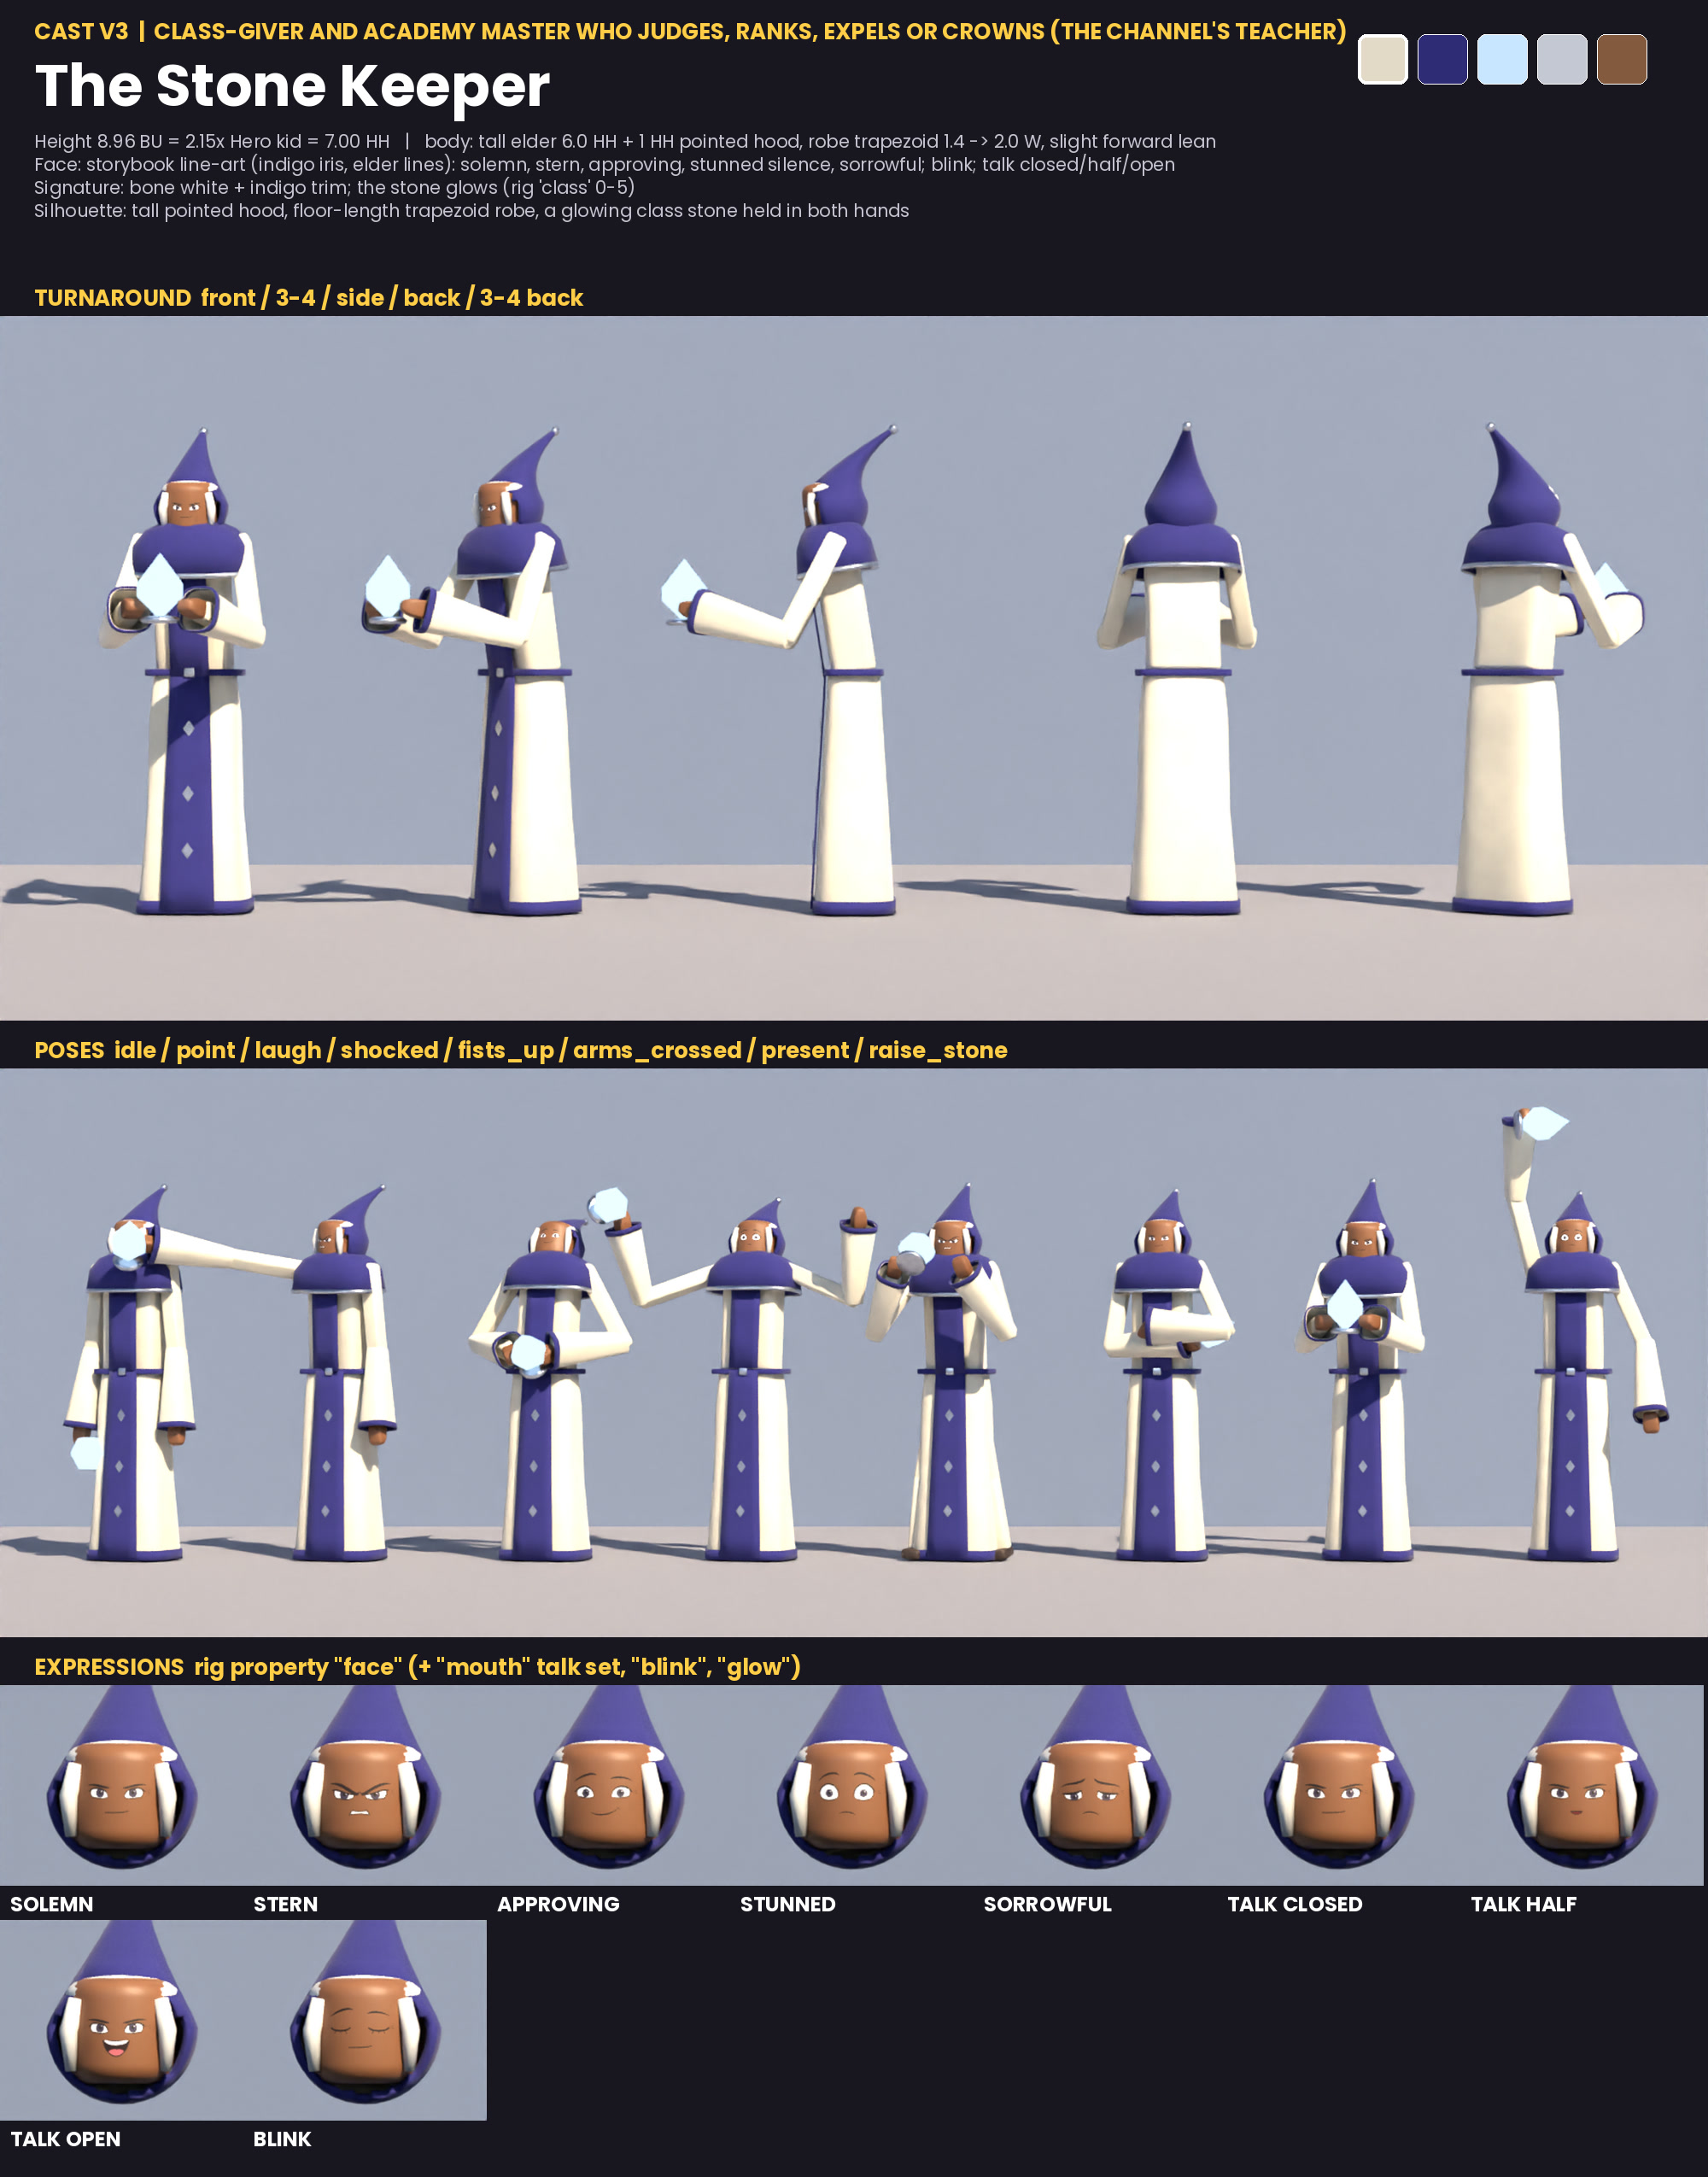 CAST V3 | CLASS-GIVER AND ACADEMY MASTER WHO JUDGES, RANKS, EXPELS OR CROWNS (THE CHANNEL'S TEACHER)
The Stone Keeper
Height 8.96 BU = 2.15x Hero kid = 7.00 HH | body: tall elder 6.0 HH + 1 HH pointed hood, robe trapezoid 1.4 -> 2.0 W, slight forward lean
Face: storybook line-art (indigo iris, elder lines): solemn, stern, approving, stunned silence, sorrowful; blink; talk closed/half/open
Signature: bone white + indigo trim; the stone glows (rig 'class' 0-5)
Silhouette: tall pointed hood, floor-length trapezoid robe, a glowing class stone held in both hands
TURNAROUND front / 3-4 / side / back / 3-4 back
POSES idle / point / laugh / shocked / fists_up / arms_crossed / present / raise_stone
EXPRESSIONS rig property "face" (+ "mouth" talk set, "blink", "glow")
SOLEMN
STERN
APPROVING
STUNNED
SORROWFUL
TALK CLOSED
TALK HALF
TALK OPEN
BLINK